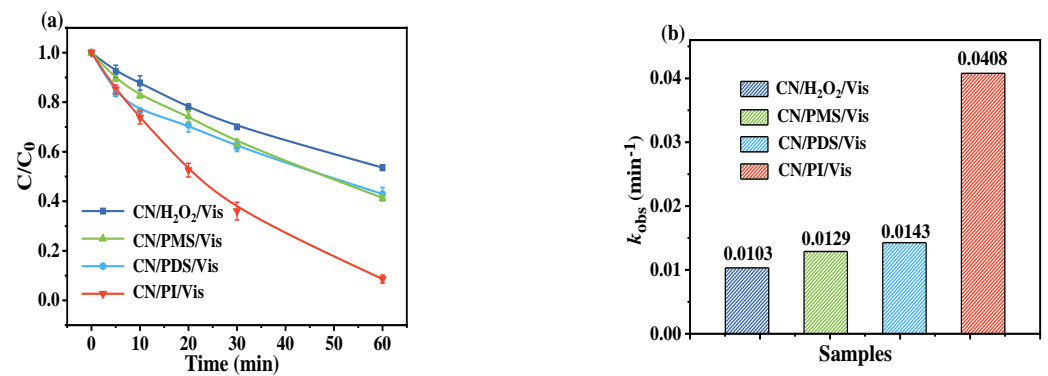 (a)
1.0
0.8
0.6
0.4
0.2
0.0
C/C₀
CN/H₂O₂/Vis
CN/PMS/Vis
CN/PDS/Vis
CN/PI/Vis
0 10 20 30 40 50 60
Time (min)
(b)
0.04
0.03
0.02
0.01
0.00
k_obs (min⁻¹)
CN/H₂O₂/Vis
CN/PMS/Vis
CN/PDS/Vis
CN/PI/Vis
0.0103
0.0129
0.0143
0.0408
Samples